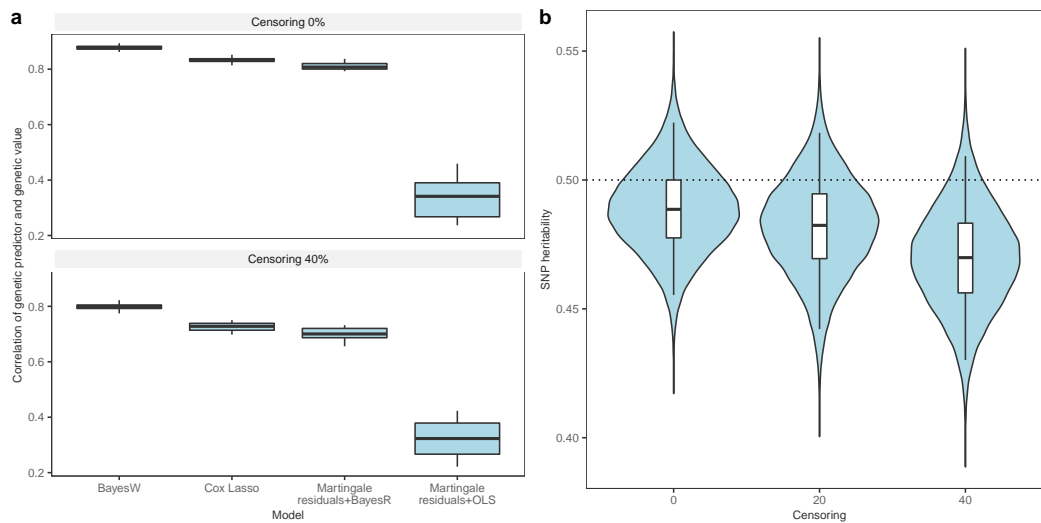 a
Censoring 0%
0.8
0.6
0.4
0.2
Censoring 40%
0.8
0.6
0.4
0.2
Correlation of genetic predictor and genetic value
BayesW
Cox Lasso
Martingale
residuals+BayesR
Martingale
residuals+OLS
Model
b
0.55
0.50
0.45
0.40
SNP heritability
0
20
40
Censoring